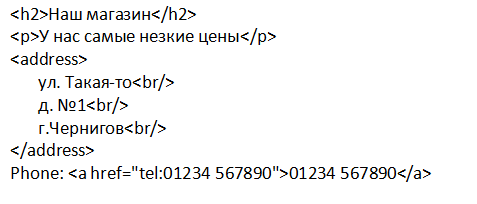 <h2>Наш магазин</h2>
<p>У нас самые незкие цены</p>
<address>
ул. Такая-то<br/>
д. №1<br/>
г.Чернигов<br/>
</address>
Phone: <a href="tel:01234 567890">01234 567890</a>